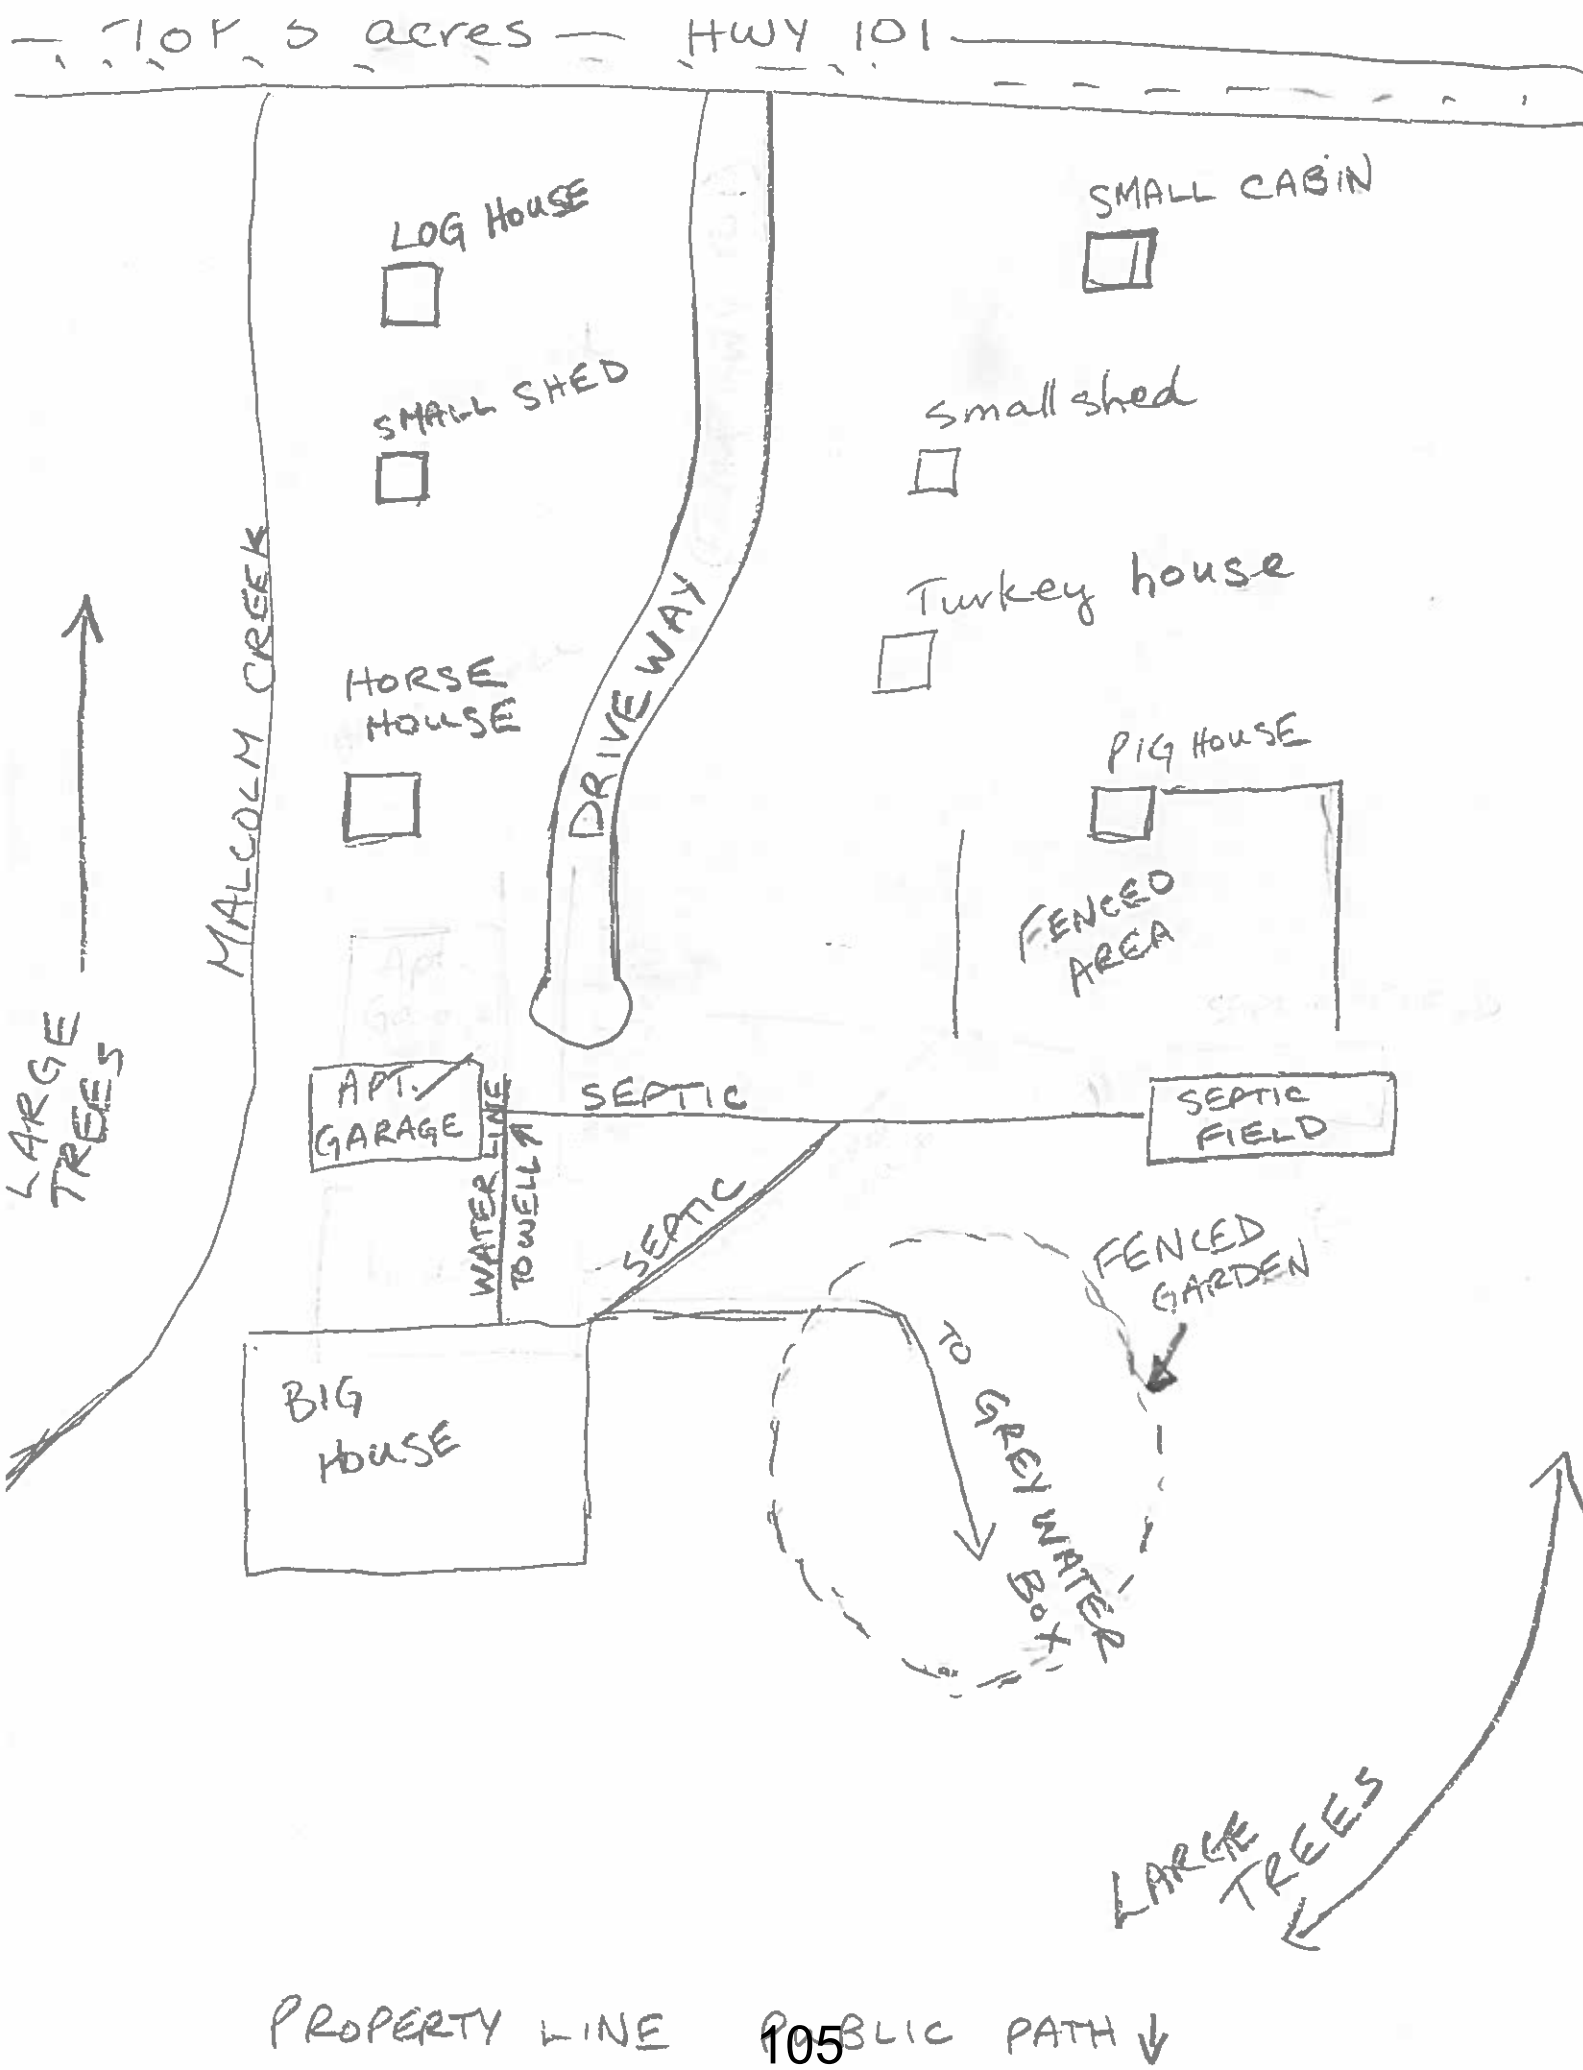 TOP 5 acres — HWY 101
LOG HOUSE
SMALL CABIN
SMALL SHED
small shed
Turkey house
MALCOLM CREEK
DRIVEWAY
HORSE
HOUSE
PIG HOUSE
FENCED
AREA
LARGE
TREES
APT.
GARAGE
WATER LINE
TO WELL
SEPTIC
SEPTIC
FIELD
SEPTIC
FENCED
GARDEN
BIG
HOUSE
TO GREY WATER
BOX
LARGE
TREES
PROPERTY LINE PUBLIC PATH ↓
105